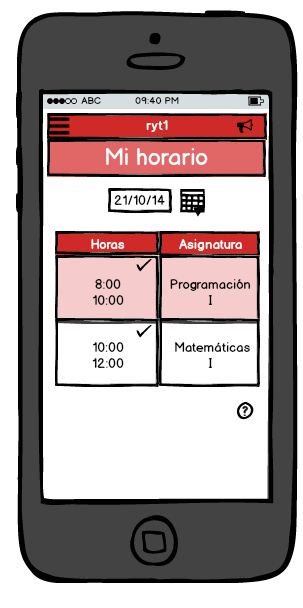 ABC 09:40 PM
ryt1
Mi horario
21/10/14
Horas Asignatura
8:00
10:00
Programación
I
10:00
12:00
Matemáticas
I
?